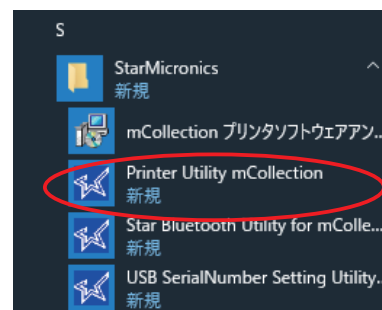 S
StarMicronics
新規
mCollection プリンタソフトウェアアン...
Printer Utility mCollection
新規
Star Bluetooth Utility for mColle...
新規
USB SerialNumber Setting Utility...
新規